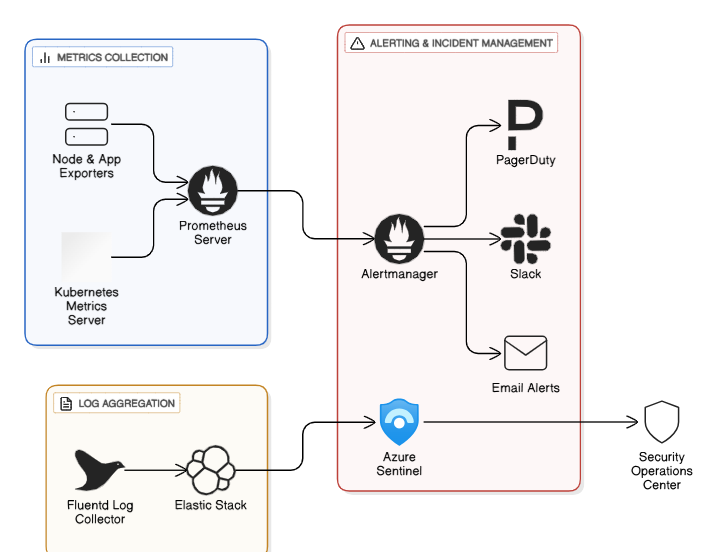 METRICS COLLECTION
Node & App
Exporters
Prometheus
Server
Kubernetes
Metrics
Server
ALERTING & INCIDENT MANAGEMENT
PagerDuty
Alertmanager
Slack
Email Alerts
Azure
Sentinel
Security
Operations
Center
LOG AGGREGATION
Fluentd Log
Collector
Elastic Stack